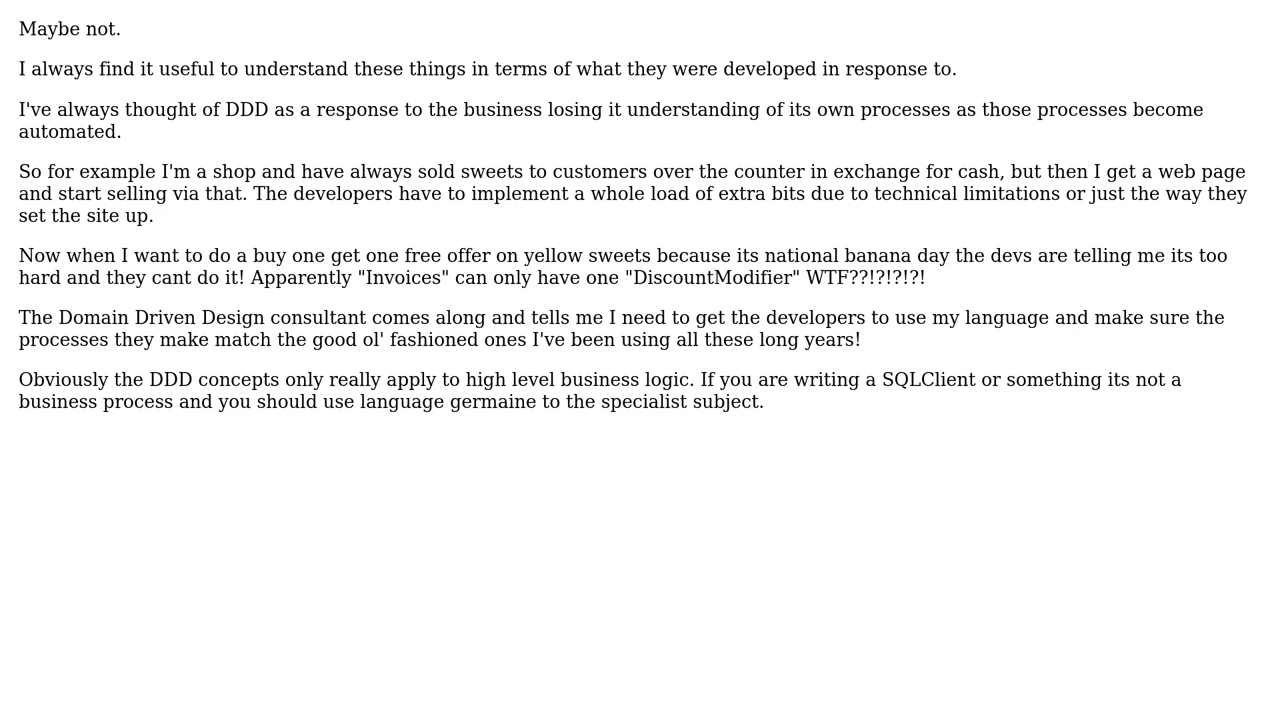 Maybe not.
I always find it useful to understand these things in terms of what they were developed in response to.
I've always thought of DDD as a response to the business losing it understanding of its own processes as those processes become
automated.
So for example I'm a shop and have always sold sweets to customers over the counter in exchange for cash, but then I get a web page
and start selling via that. The developers have to implement a whole load of extra bits due to technical limitations or just the way they
set the site up.
Now when I want to do a buy one get one free offer on yellow sweets because its national banana day the devs are telling me its too
hard and they cant do it! Apparently "Invoices" can only have one "DiscountModifier" WTF??!?!?!?!
The Domain Driven Design consultant comes along and tells me I need to get the developers to use my language and make sure the
processes they make match the good ol' fashioned ones I've been using all these long years!
Obviously the DDD concepts only really apply to high level business logic. If you are writing a SQLClient or something its not a
business process and you should use language germaine to the specialist subject.